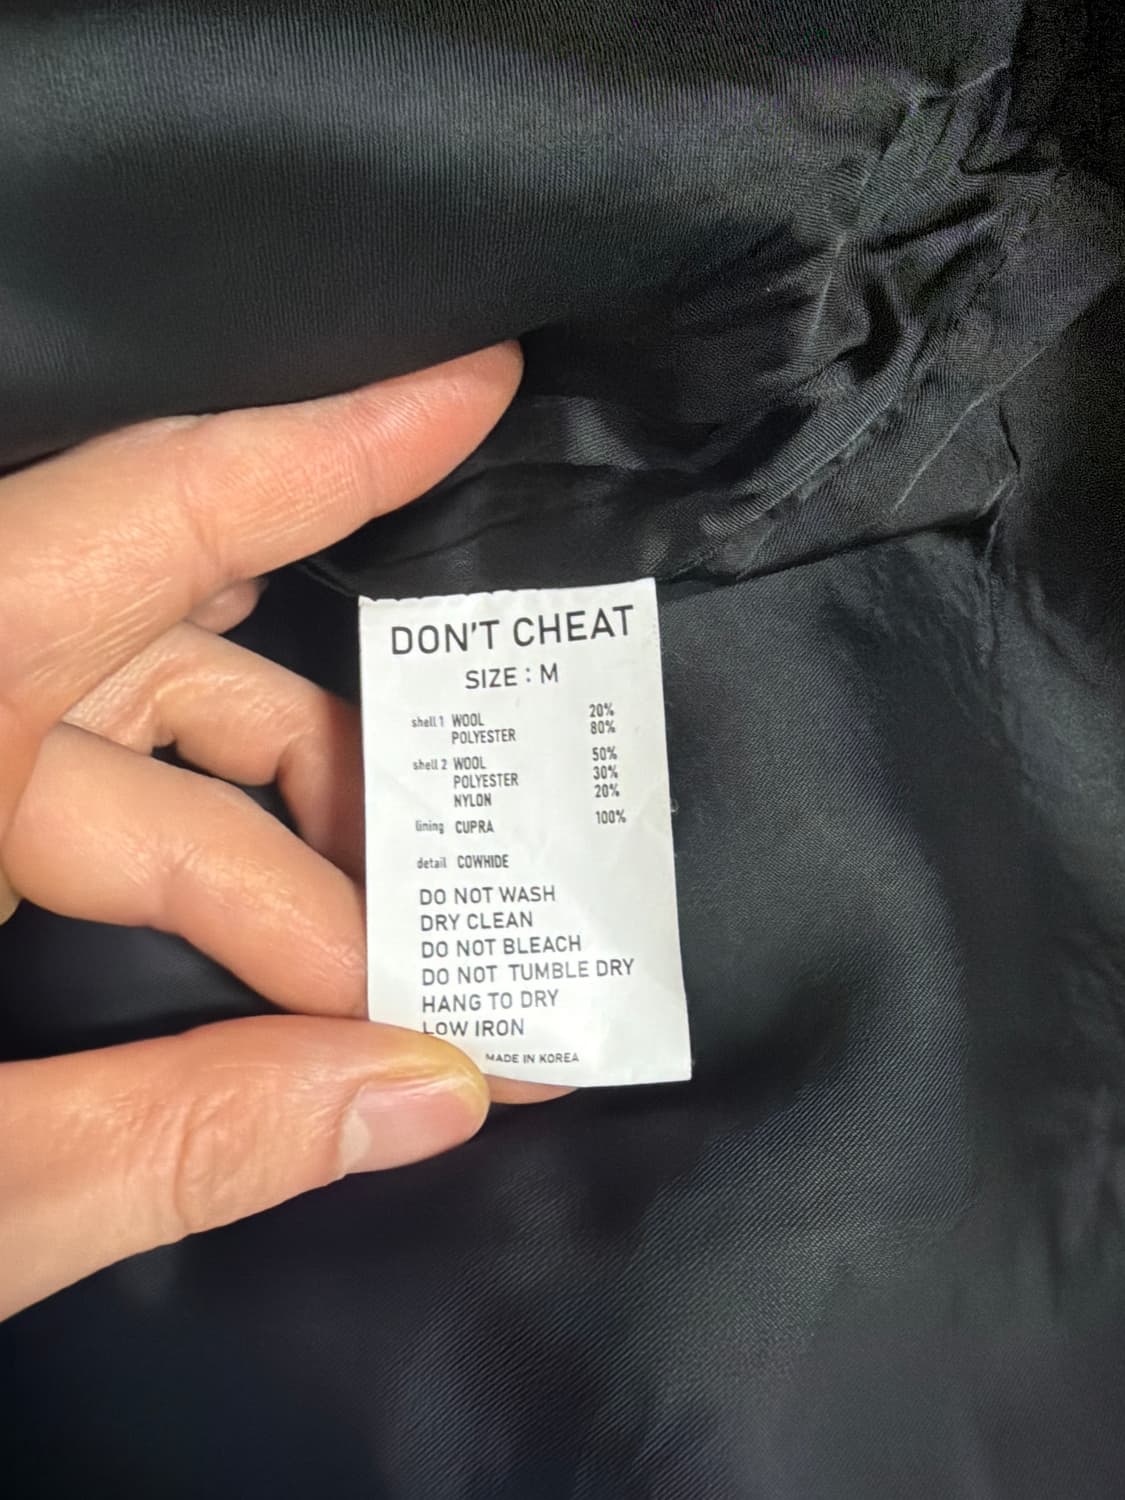 DON'T CHEAT
SIZE : M
shell 1 WOOL 20%
POLYESTER 80%
shell 2 WOOL 50%
POLYESTER 30%
NYLON 20%
lining CUPRA 100%
detail COWHIDE
DO NOT WASH
DRY CLEAN
DO NOT BLEACH
DO NOT TUMBLE DRY
HANG TO DRY
LOW IRON
MADE IN KOREA